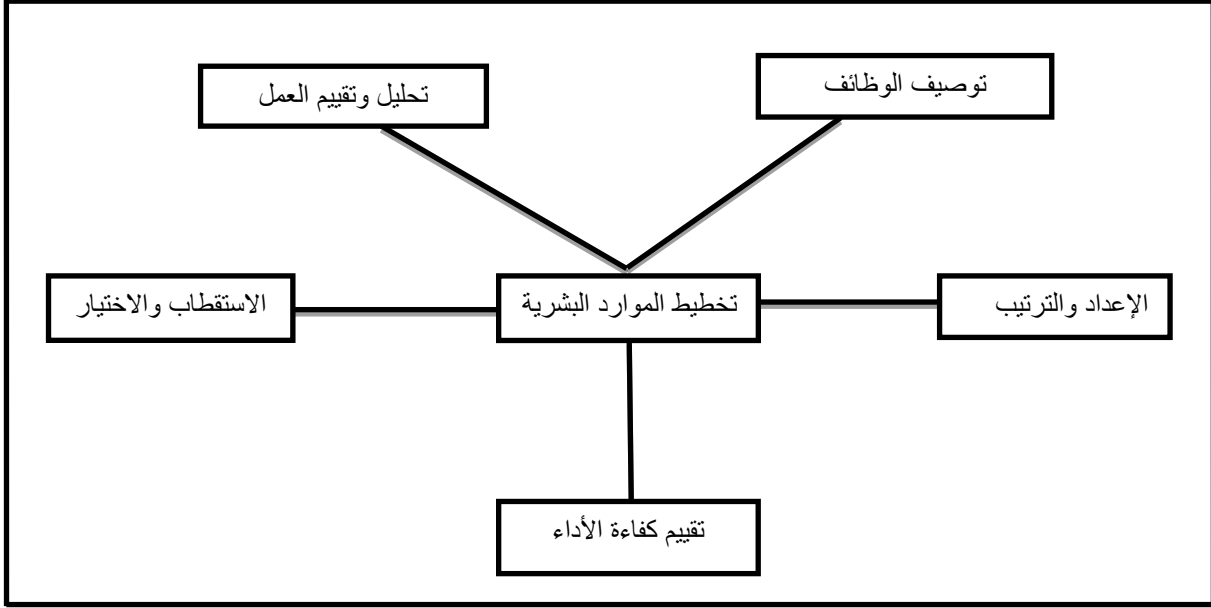 توصيف الوظائف
تحليل وتقييم العمل
الإعداد والترتيب
تخطيط الموارد البشرية
الاستقطاب والاختيار
تقييم كفاءة الأداء